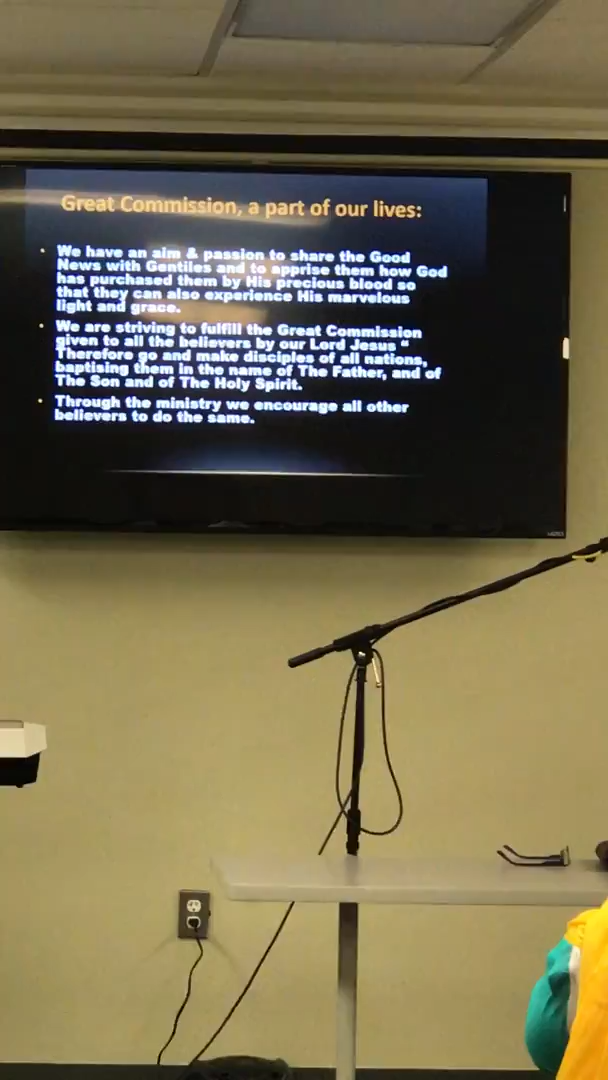 Great Commission, a part of our lives:
• We have an aim & passion to share the Good
News with Gentiles and to apprise them how God
has purchased them by His precious blood so
that they can also experience His marvelous
light and grace.
• We are striving to fulfill the Great Commission
given to all the believers by our Lord Jesus “
Therefore go and make disciples of all nations,
baptising them in the name of The Father, and of
The Son and of The Holy Spirit.
• Through the ministry we encourage all other
believers to do the same.